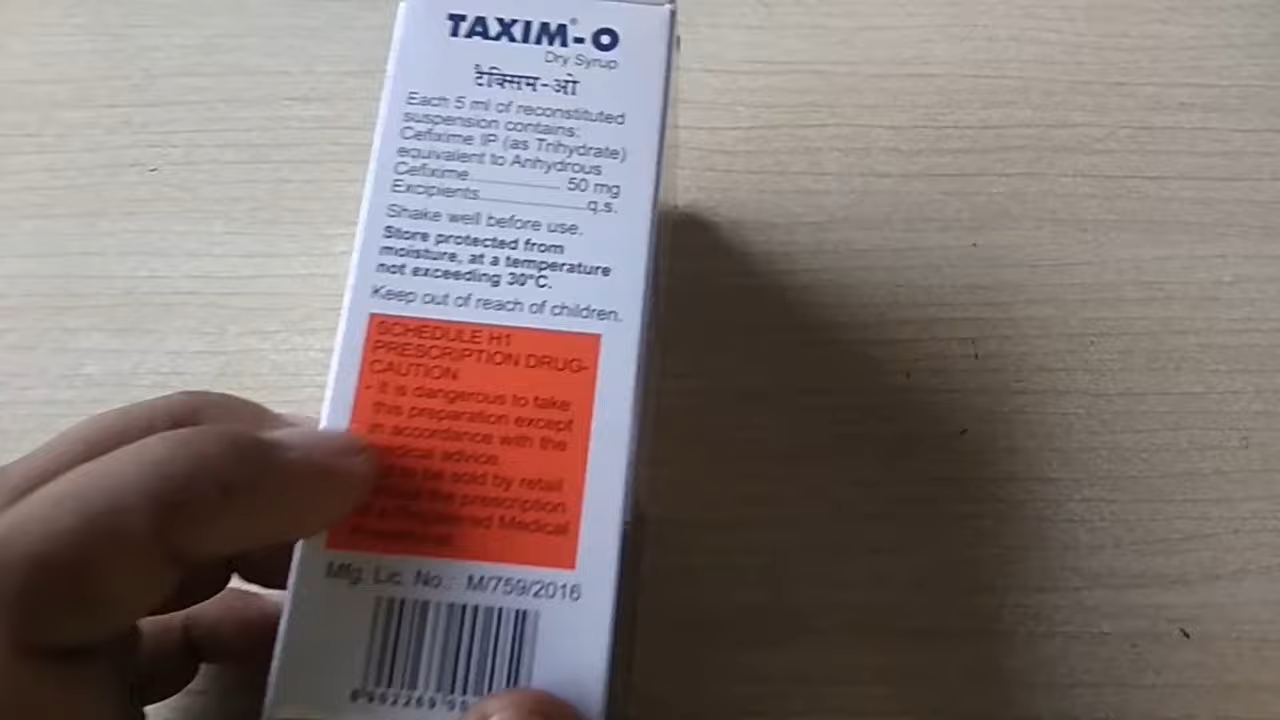 TAXIM®-O
Dry Syrup
टैक्सिम-ओ
Each 5 ml of reconstituted
suspension contains:
Cefixime IP (as Trihydrate)
equivalent to Anhydrous
Cefixime.................... 50 mg
Excipients.......................q.s.
Shake well before use.
Store protected from
moisture, at a temperature
not exceeding 30°C.
Keep out of reach of children.
SCHEDULE H1
PRESCRIPTION DRUG-
CAUTION
- It is dangerous to take
this preparation except
in accordance with the
medical advice.
to be sold by retail
the prescription
Medical
Mfg. Lic. No.: M/759/2016